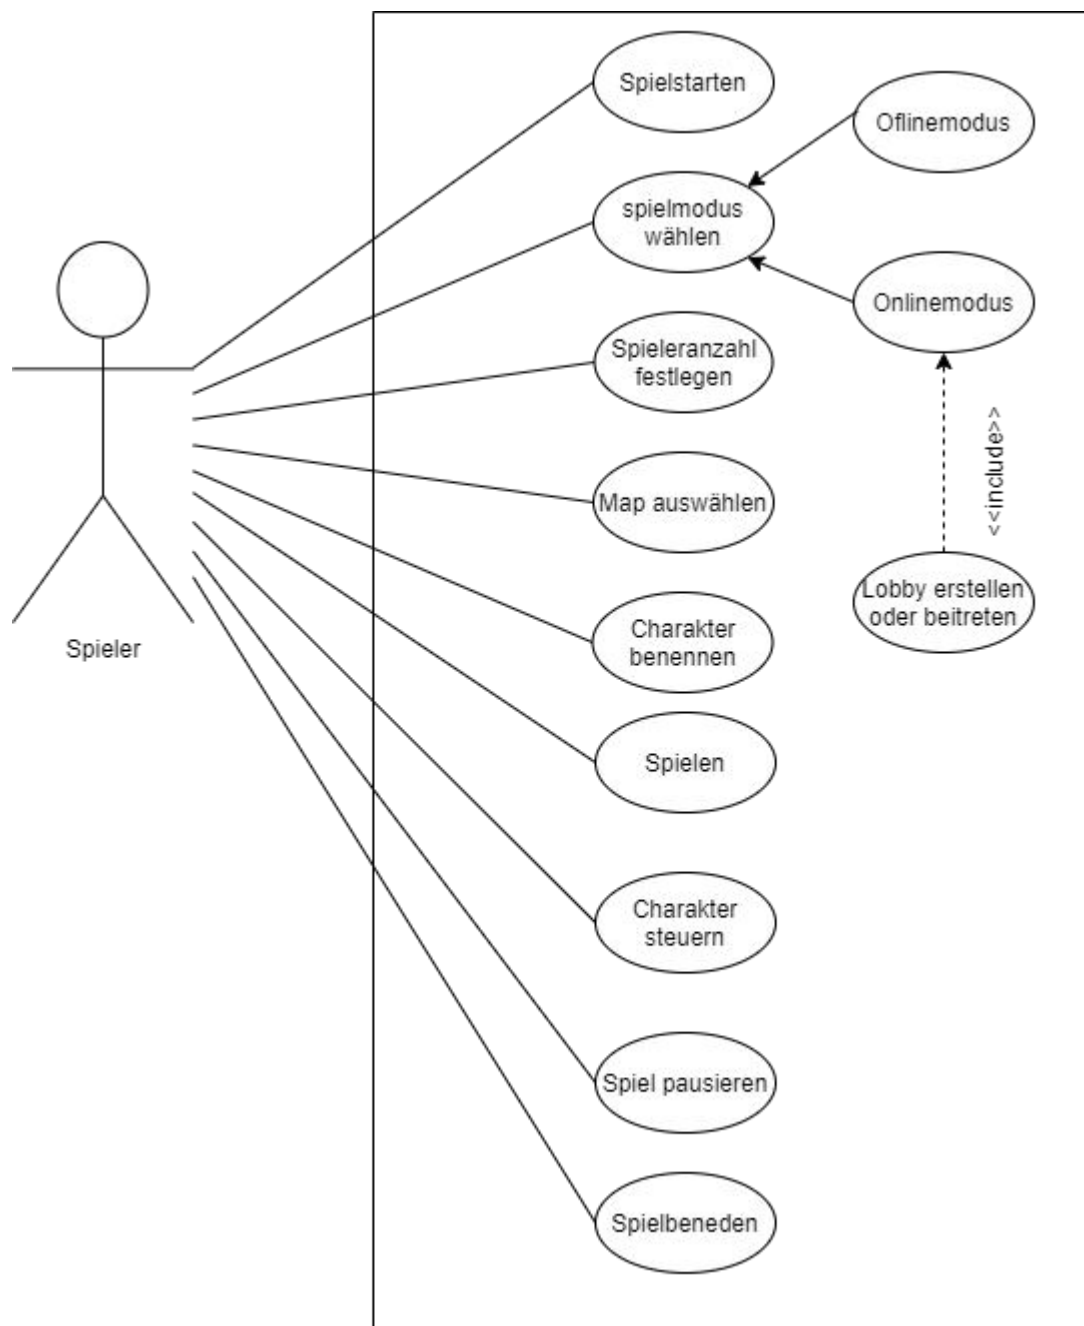 Spielstarten
Oflinemodus
spielmodus
wählen
Onlinemodus
Spieleranzahl
festlegen
<<include>>
Map auswählen
Lobby erstellen
oder beitreten
Charakter
benennen
Spieler
Spielen
Charakter
steuern
Spiel pausieren
Spielbeneden